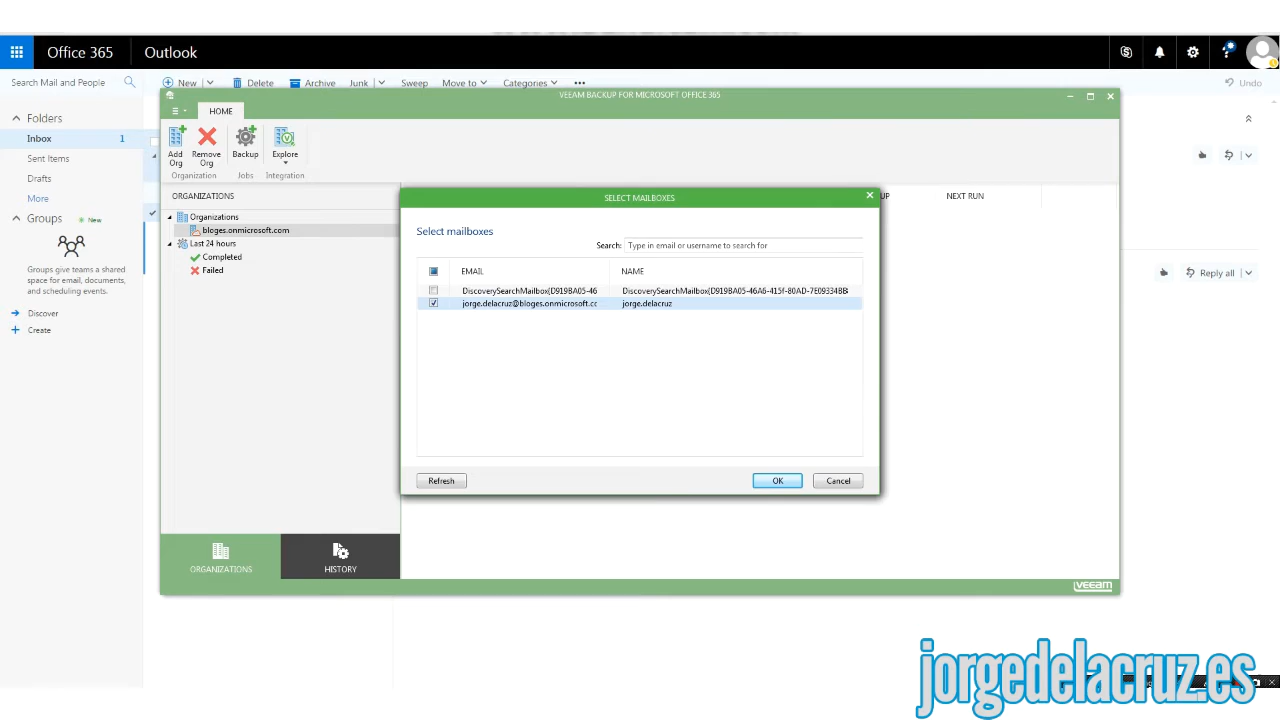 Office 365
Outlook
Search Mail and People
New
Delete
Archive
Junk
Sweep
Move to
Categories
Undo
Folders
Inbox 1
Sent Items
Drafts
More
Groups New
Groups give teams a shared
space for email, documents,
and scheduling events.
Discover
Create
Reply all
VEEAM BACKUP FOR MICROSOFT OFFICE 365
HOME
Add
Org
Remove
Org
Backup
Explore
Organization
Jobs
Integration
ORGANIZATIONS
Organizations
bloges.onmicrosoft.com
Last 24 hours
Completed
Failed
UP
NEXT RUN
SELECT MAILBOXES
Select mailboxes
Search: Type in email or username to search for
EMAIL NAME
DiscoverySearchMailbox{D919BA05-46 DiscoverySearchMailbox{D919BA05-46A6-415f-80AD-7E09334BB
jorge.delacruz@bloges.onmicrosoft.cc jorge.delacruz
Refresh
OK
Cancel
ORGANIZATIONS
HISTORY
veeAM
jorgedelacruz.es